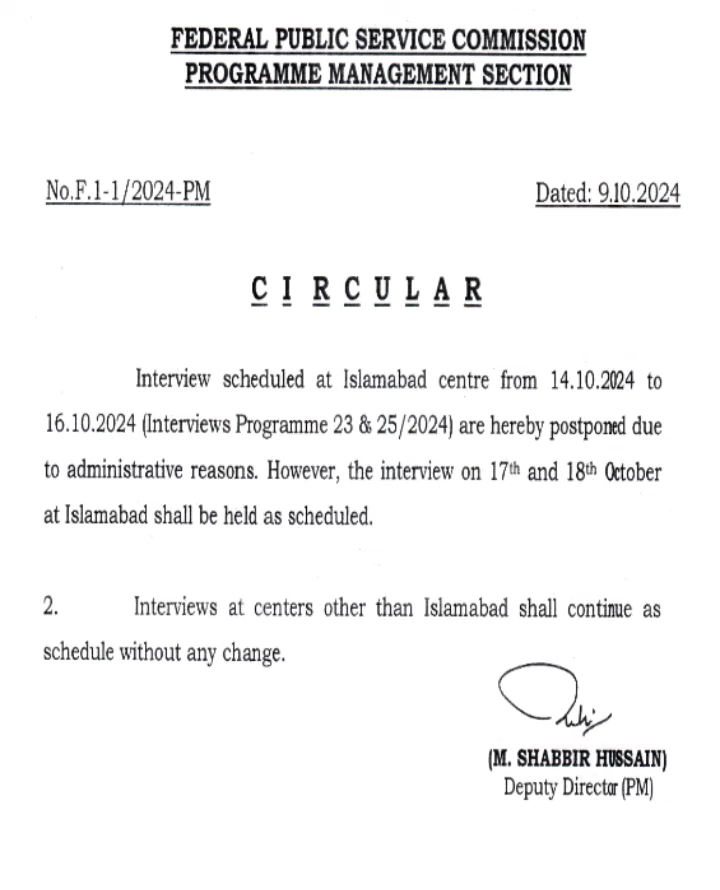 FEDERAL PUBLIC SERVICE COMMISSION
PROGRAMME MANAGEMENT SECTION
No.F.1-1/2024-PM
Dated: 9.10.2024
C I R C U L A R
Interview scheduled at Islamabad centre from 14.10.2024 to
16.10.2024 (Interviews Programme 23 & 25/2024) are hereby postponed due
to administrative reasons. However, the interview on 17th and 18th October
at Islamabad shall be held as scheduled.
2. Interviews at centers other than Islamabad shall continue as
schedule without any change.
(M. SHABBIR HUSSAIN)
Deputy Director (PM)